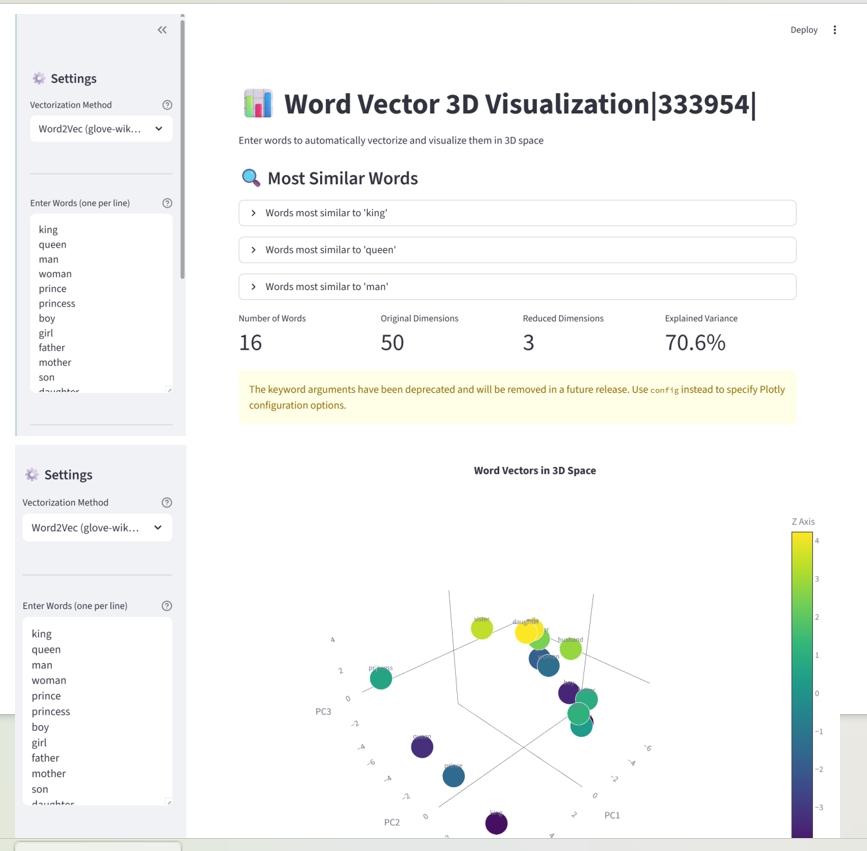 Deploy
Settings
Vectorization Method
Word2Vec (glove-wik...
Enter Words (one per line)
king
queen
man
woman
prince
princess
boy
girl
father
mother
son
daughter
Word Vector 3D Visualization|333954|
Enter words to automatically vectorize and visualize them in 3D space
Most Similar Words
Words most similar to 'king'
Words most similar to 'queen'
Words most similar to 'man'
Number of Words
16
Original Dimensions
50
Reduced Dimensions
3
Explained Variance
70.6%
The keyword arguments have been deprecated and will be removed in a future release. Use config instead to specify Plotly
configuration options.
Settings
Vectorization Method
Word2Vec (glove-wik...
Enter Words (one per line)
king
queen
man
woman
prince
princess
boy
girl
father
mother
son
daughter
Word Vectors in 3D Space
Z Axis
4
3
2
1
0
−1
−2
−3
sister
daughter
husband
princess
queen
prince
king
4
2
0
−2
−4
−6
PC3
−4
−2
0
PC2
−6
−4
−2
0
2
4
PC1